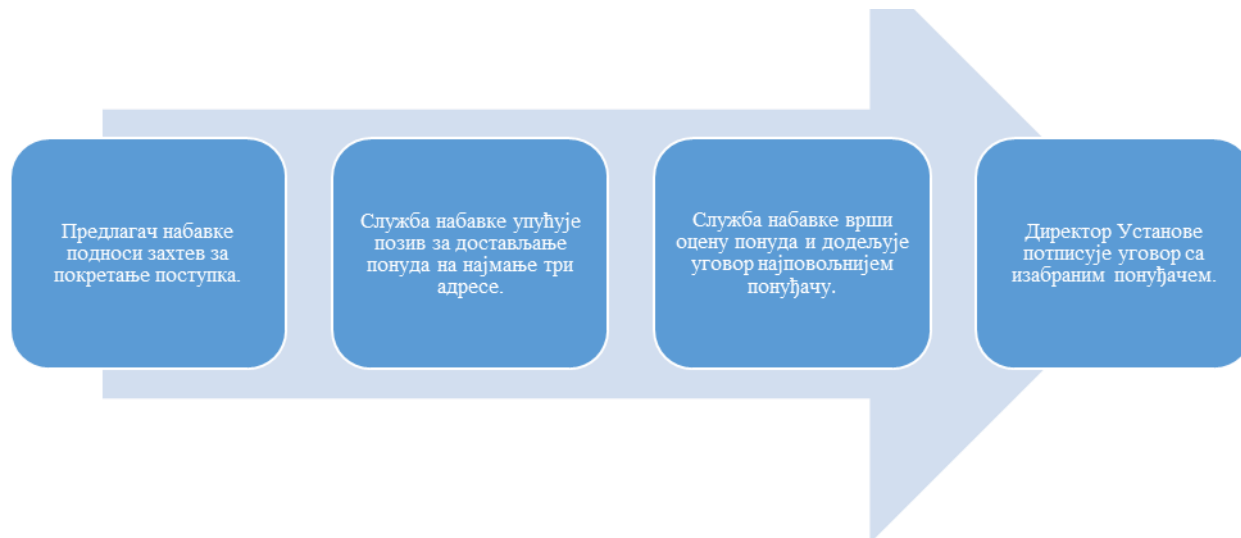 Предлагач набавке
подноси захтев за
покретање поступка.
Служба набавке упућује
позив за достављање
понуда на најмање три
адресе.
Служба набавке врши
оцену понуда и додељује
уговор најповољнијем
понуђачу.
Директор Установе
потписује уговор са
изабраним понуђачем.